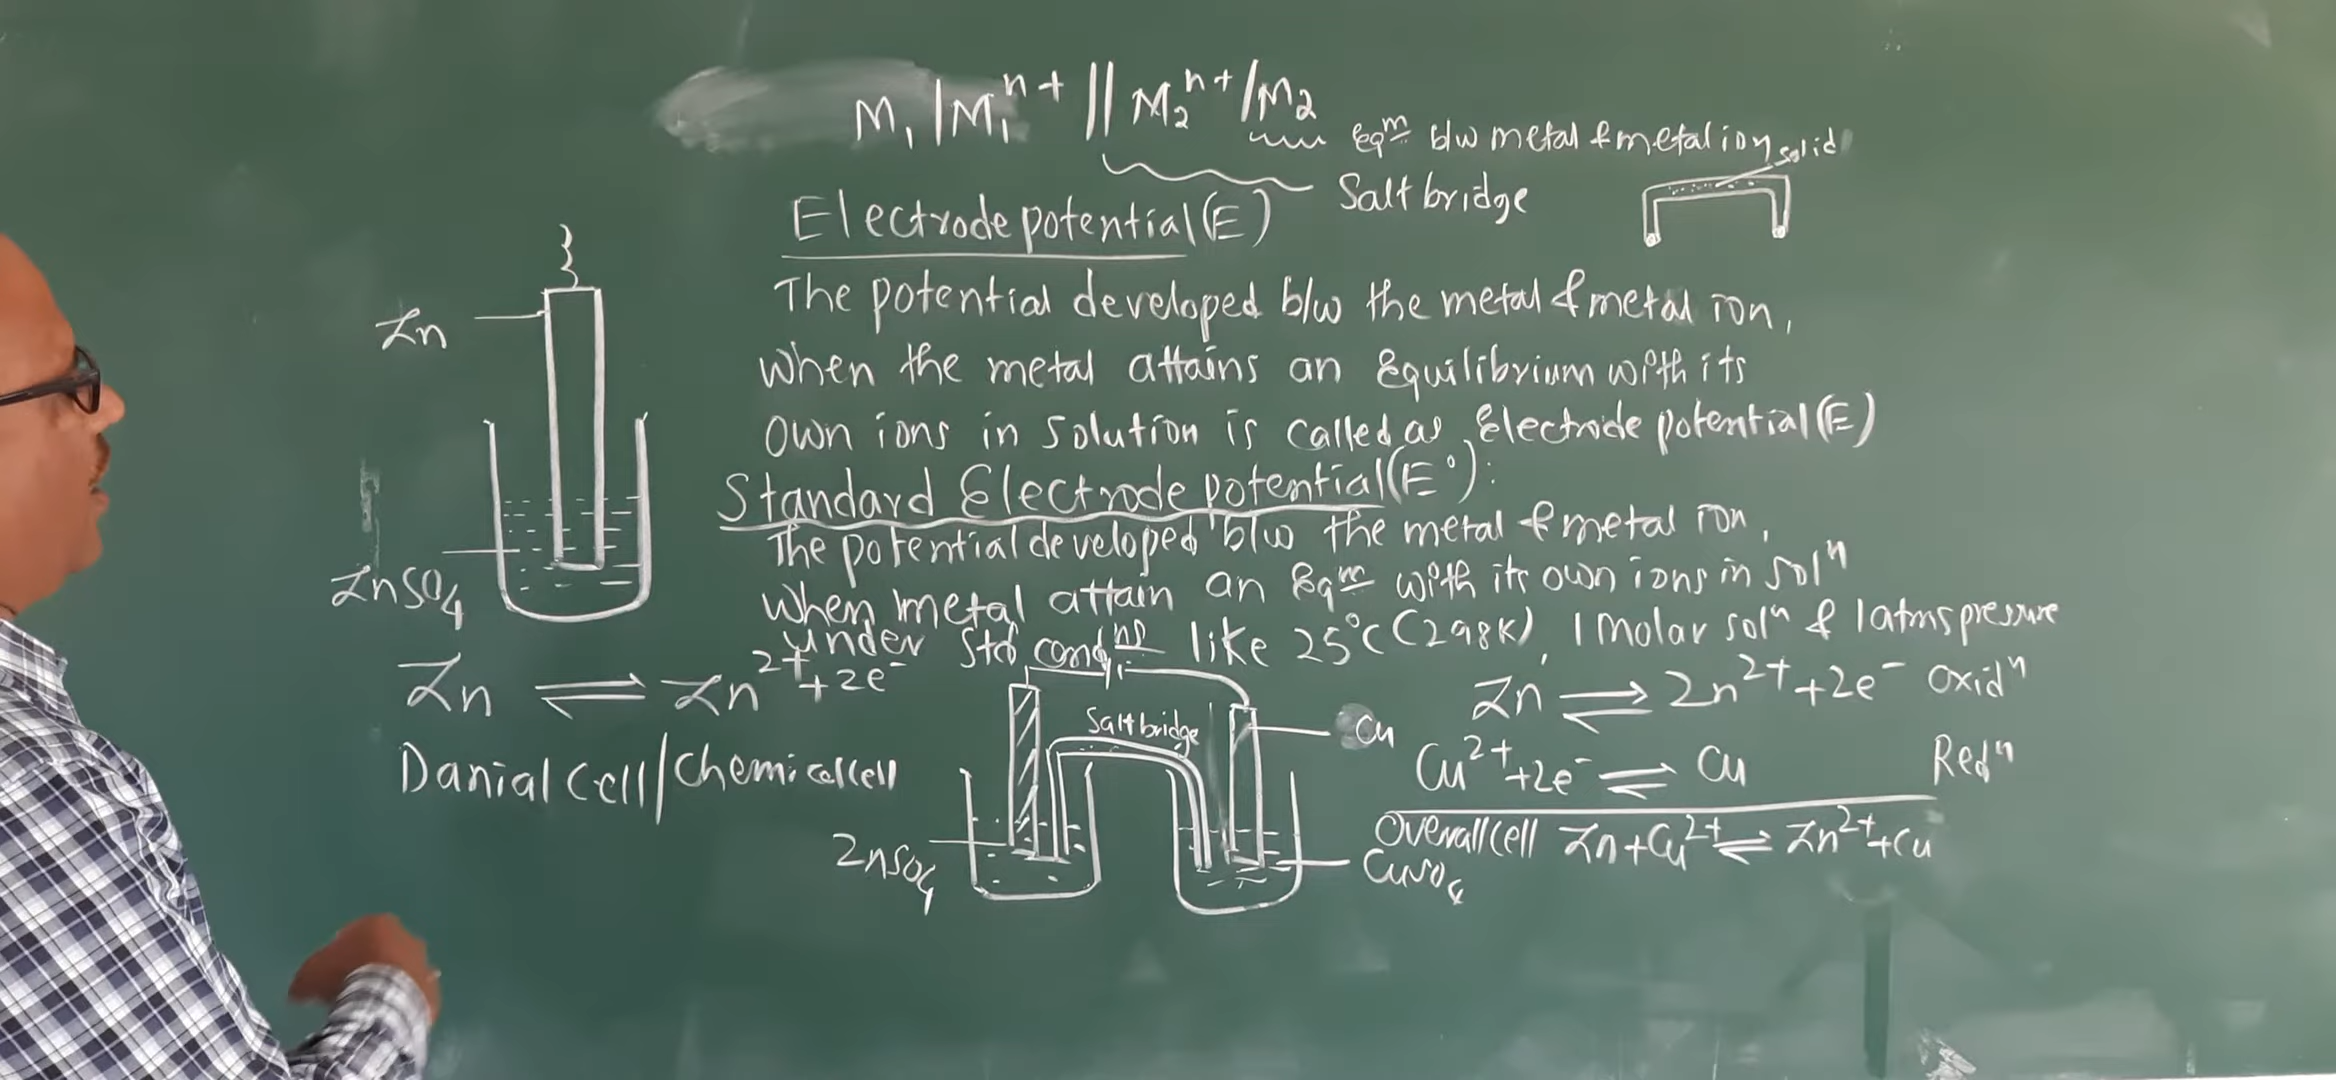 M₁ | M₁ⁿ⁺ || M₂ⁿ⁺ / M₂
Eqᵐ b/w metal & metal ion
solid
Salt bridge
Electrode potential (E)
The potential developed b/w the metal & metal ion,
when the metal attains an Equilibrium with its
own ions in solution is called as Electrode potential (E)
Standard Electrode potential (E°):
The potential developed b/w the metal & metal ion,
when metal attain an Eqᵐ with its own ions in solⁿ
under std condⁿˢ like 25°C (298K), 1 Molar solⁿ & 1 atms pressure
Zn
ZnSO₄
Zn ⇌ Zn²⁺ + 2e⁻
Danial Cell / Chemical cell
Salt bridge
Cu
ZnSO₄
CuSO₄
Zn ⇌ Zn²⁺ + 2e⁻ Oxidⁿ
Cu²⁺ + 2e⁻ ⇌ Cu Redⁿ
Overall cell Zn + Cu²⁺ ⇌ Zn²⁺ + Cu